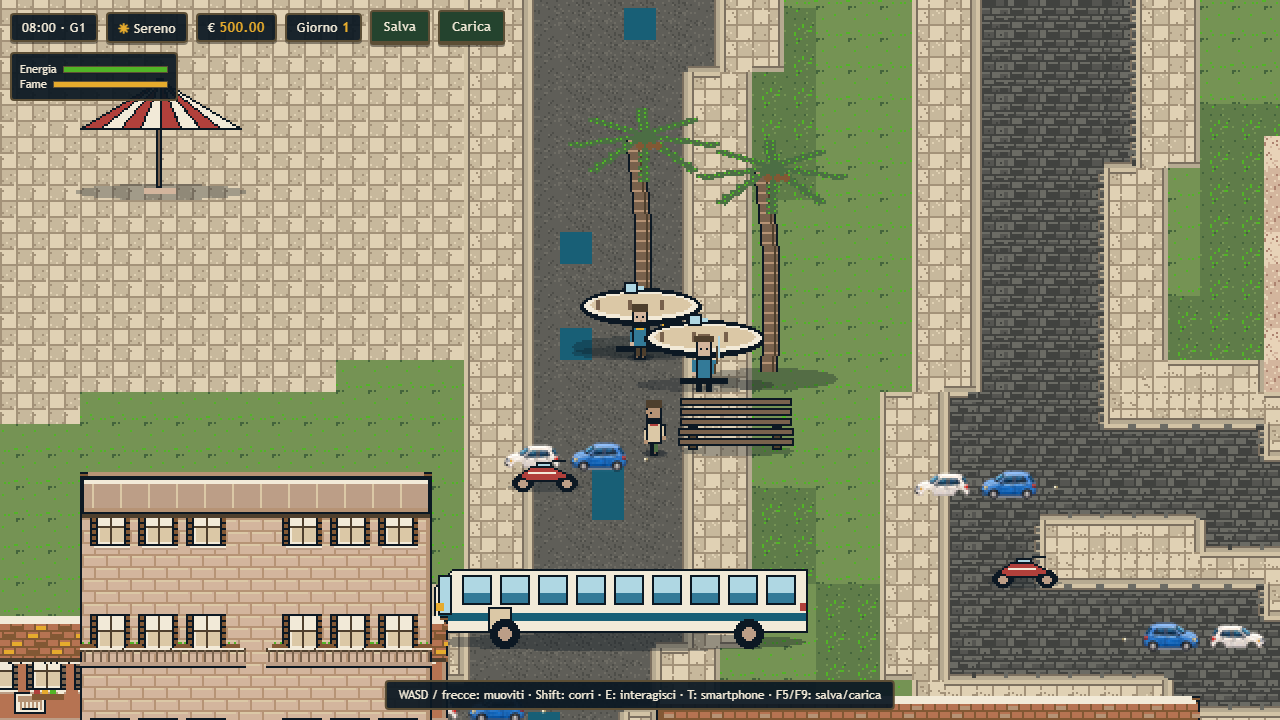 08:00 · G1
Sereno
€ 500.00
Giorno 1
Salva
Carica
Energia
Fame
WASD / frecce: muoviti · Shift: corri · E: interagisci · T: smartphone · F5/F9: salva/carica